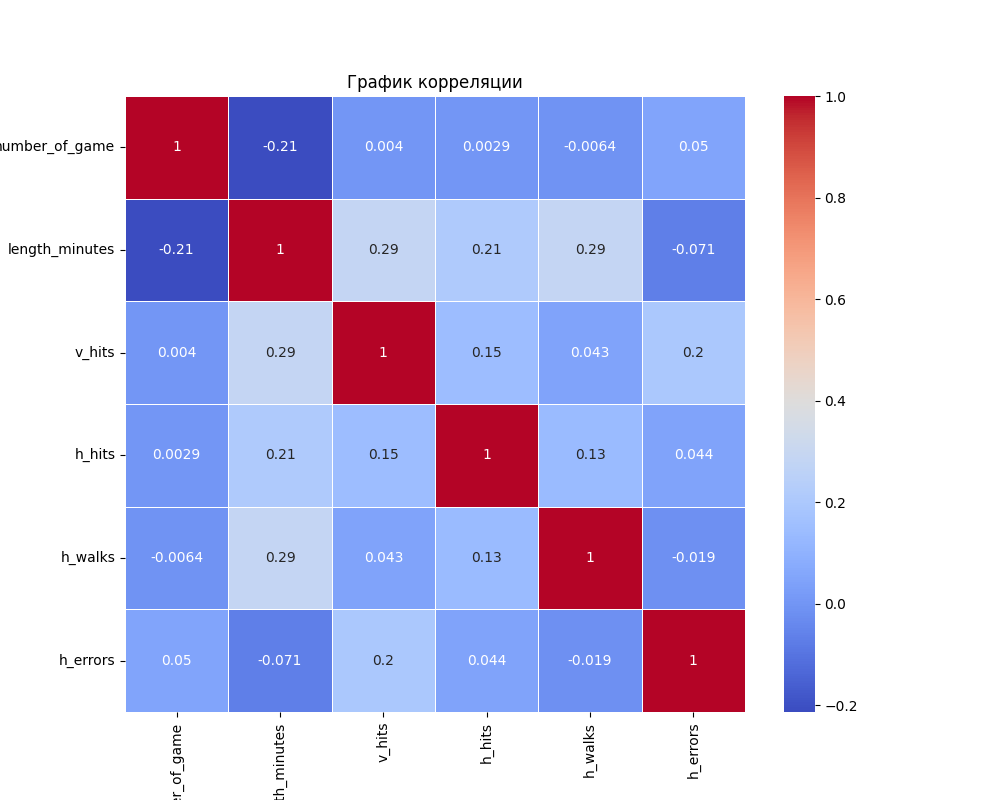 График корреляции
number_of_game 1 -0.21 0.004 0.0029 -0.0064 0.05
length_minutes -0.21 1 0.29 0.21 0.29 -0.071
v_hits 0.004 0.29 1 0.15 0.043 0.2
h_hits 0.0029 0.21 0.15 1 0.13 0.044
h_walks -0.0064 0.29 0.043 0.13 1 -0.019
h_errors 0.05 -0.071 0.2 0.044 -0.019 1
er_of_game
th_minutes
v_hits
h_hits
h_walks
h_errors
1.0
0.8
0.6
0.4
0.2
0.0
−0.2